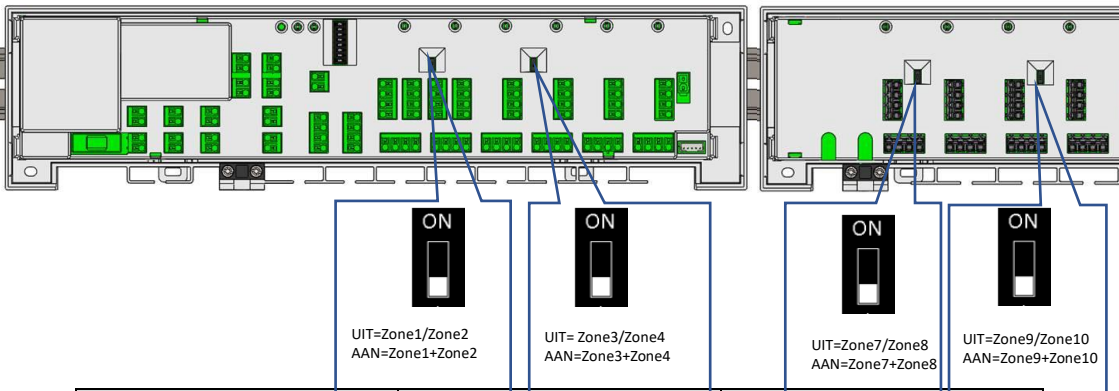 ON
UIT=Zone1/Zone2
AAN=Zone1+Zone2
ON
UIT= Zone3/Zone4
AAN=Zone3+Zone4
ON
UIT=Zone7/Zone8
AAN=Zone7+Zone8
ON
UIT=Zone9/Zone10
AAN=Zone9+Zone10